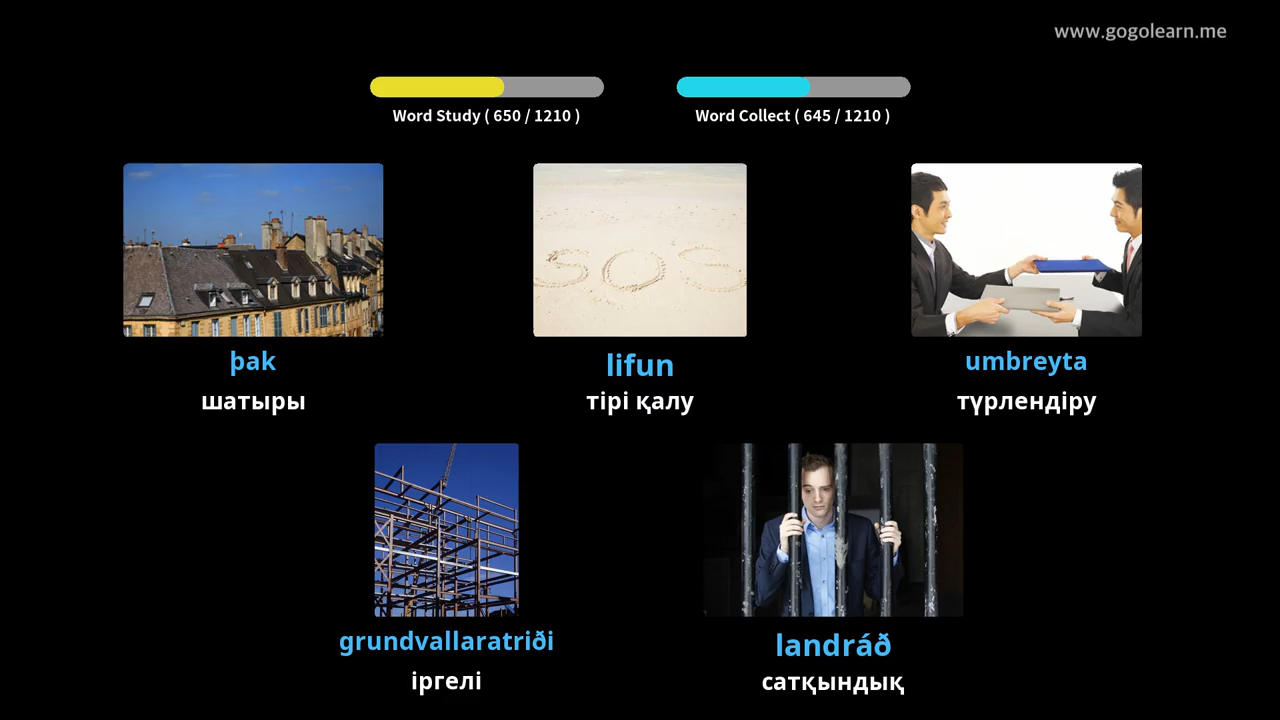 www.gogolearn.me
Word Study ( 650 / 1210 )
Word Collect ( 645 / 1210 )
SOS
þak
шатыры
lifun
тірі қалу
umbreyta
түрлендіру
grundvallaratriði
іргелі
landráð
сатқындық